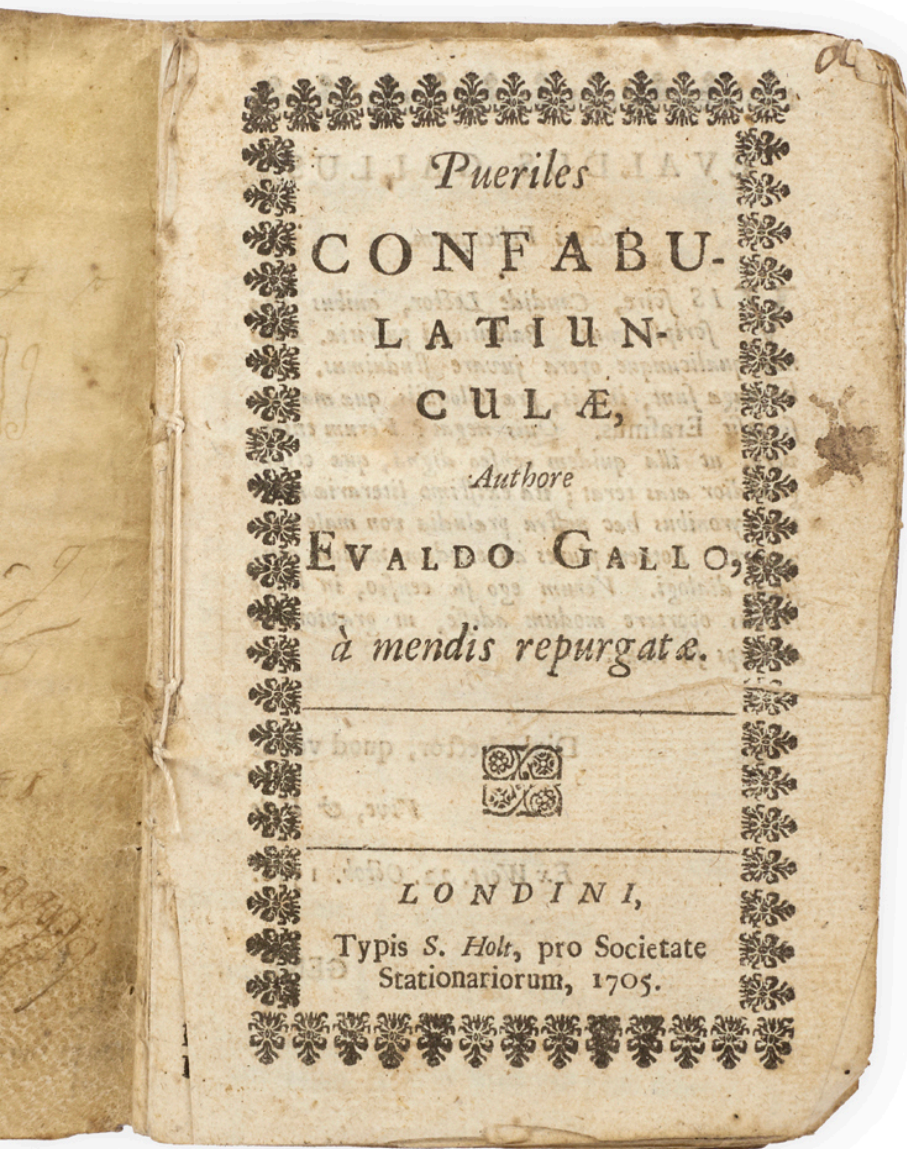 Pueriles
CONFABU-
LATIUN-
CULÆ,
Authore
EVALDO GALLO,
à mendis repurgatæ.
LONDINI,
Typis S. Holt, pro Societate
Stationariorum, 1705.